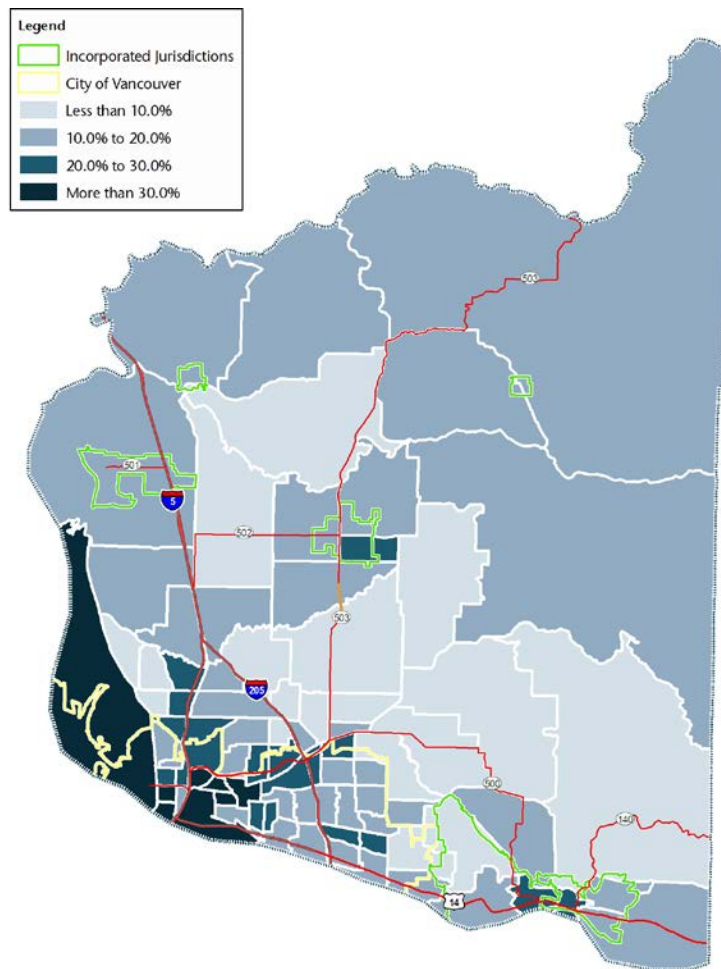 Legend
Incorporated Jurisdictions
City of Vancouver
Less than 10.0%
10.0% to 20.0%
20.0% to 30.0%
More than 30.0%
503
501
5
502
503
205
500
140
14